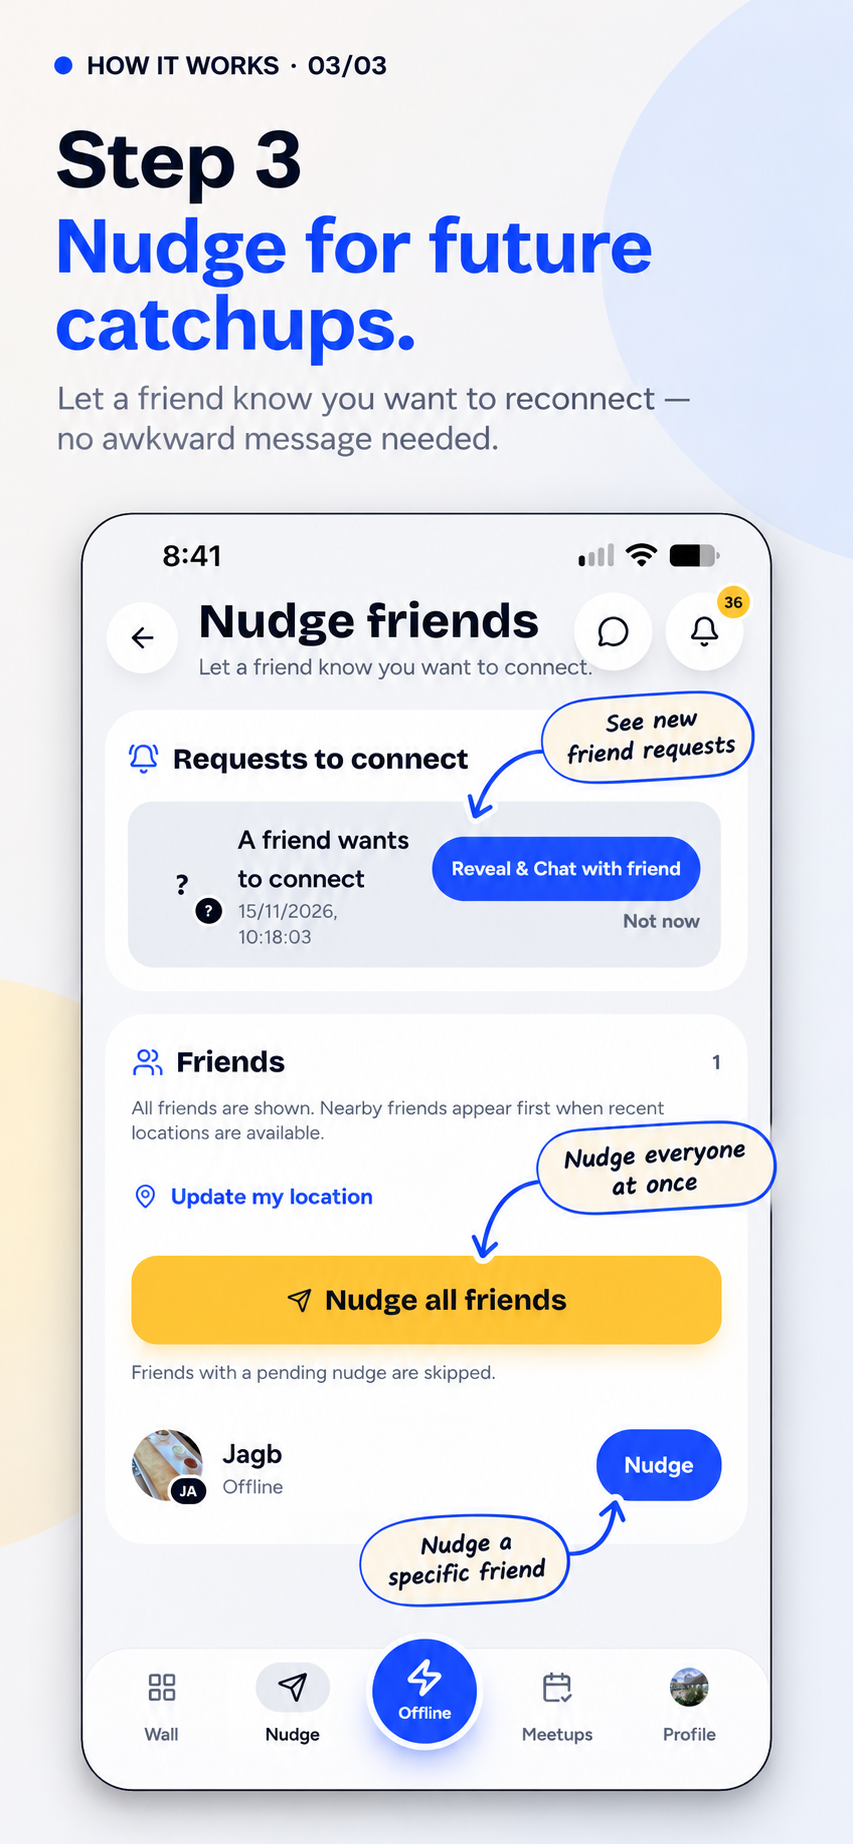 HOW IT WORKS · 03/03
Step 3
Nudge for future
catchups.
Let a friend know you want to reconnect —
no awkward message needed.
8:41
36
Nudge friends
Let a friend know you want to connect.
See new
friend requests
Requests to connect
A friend wants
to connect
?
?
15/11/2026,
10:18:03
Reveal & Chat with friend
Not now
Friends
1
All friends are shown. Nearby friends appear first when recent
locations are available.
Nudge everyone
at once
Update my location
Nudge all friends
Friends with a pending nudge are skipped.
Jagb
JA
Offline
Nudge
Nudge a
specific friend
Wall
Nudge
Offline
Meetups
Profile